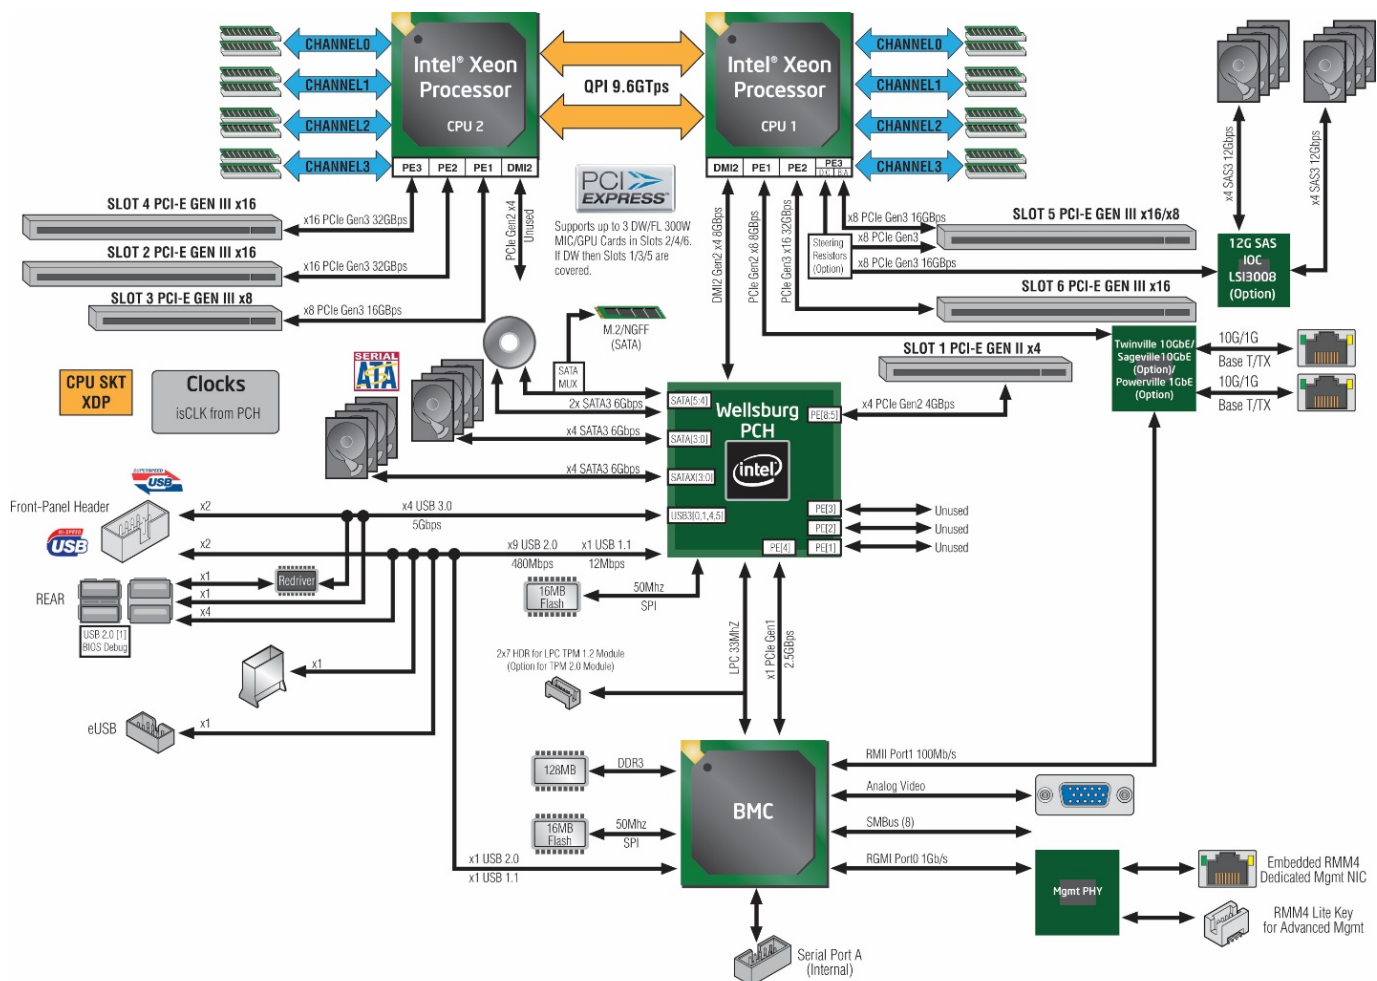 CHANNEL0
CHANNEL1
CHANNEL2
CHANNEL3
Intel® Xeon
Processor
CPU 2
PE3 PE2 PE1 DMI2
QPI 9.6GTps
Intel® Xeon
Processor
CPU 1
DMI2 PE1 PE2 PE3
D,C B,A
CHANNEL0
CHANNEL1
CHANNEL2
CHANNEL3
x4 SAS3 12Gbps
x4 SAS3 12Gbps
PCI
EXPRESS™
Supports up to 3 DW/FL 300W
MIC/GPU Cards in Slots 2/4/6.
If DW then Slots 1/3/5 are
covered.
SLOT 4 PCI-E GEN III x16
x16 PCIe Gen3 32GBps
SLOT 2 PCI-E GEN III x16
x16 PCIe Gen3 32GBps
SLOT 3 PCI-E GEN III x8
x8 PCIe Gen3 16GBps
PCIe Gen2 x4
Unused
DMI2 Gen2 x4 8GBps
PCIe Gen2 x8 8GBps
PCIe Gen3 x16 32GBps
Steering
Resistors
(Option)
x8 PCIe Gen3 16GBps
x8 PCIe Gen3
x8 PCIe Gen3 16GBps
SLOT 5 PCI-E GEN III x16/x8
12G SAS
IOC
LSI3008
(Option)
SLOT 6 PCI-E GEN III x16
SLOT 1 PCI-E GEN II x4
x4 PCIe Gen2 4GBps
Twinville 10GbE/
Sageville10GbE
(Option)/
Powerville 1GbE
(Option)
10G/1G
Base T/TX
10G/1G
Base T/TX
M.2/NGFF
(SATA)
SATA
MUX
SERIAL
ATA
CPU SKT
XDP
Clocks
isCLK from PCH
2x SATA3 6Gbps
x4 SATA3 6Gbps
x4 SATA3 6Gbps
Wellsburg
PCH
intel
SATA[5:4]
SATA[3:0]
SATAX[3:0]
USB3[0,1,4,5]
PE[8:5]
PE[3]
PE[2]
PE[1]
PE[4]
Unused
Unused
Unused
SUPERSPEED
USB
Front-Panel Header
HI-SPEED
USB
x2
x4 USB 3.0
5Gbps
x2
x9 USB 2.0
480Mbps
x1 USB 1.1
12Mbps
REAR
x1
Redriver
x1
x4
USB 2.0 [1]
BIOS Debug
16MB
Flash
50Mhz
SPI
x1
eUSB
x1
2x7 HDR for LPC TPM 1.2 Module
(Option for TPM 2.0 Module)
LPC 33MhZ
x1 PCIe Gen1
2.5GBps
128MB
DDR3
16MB
Flash
50Mhz
SPI
x1 USB 2.0
x1 USB 1.1
BMC
RMII Port1 100Mb/s
Analog Video
SMBus (8)
RGMI Port0 1Gb/s
Mgmt PHY
Embedded RMM4
Dedicated Mgmt NIC
RMM4 Lite Key
for Advanced Mgmt
Serial Port A
(Internal)